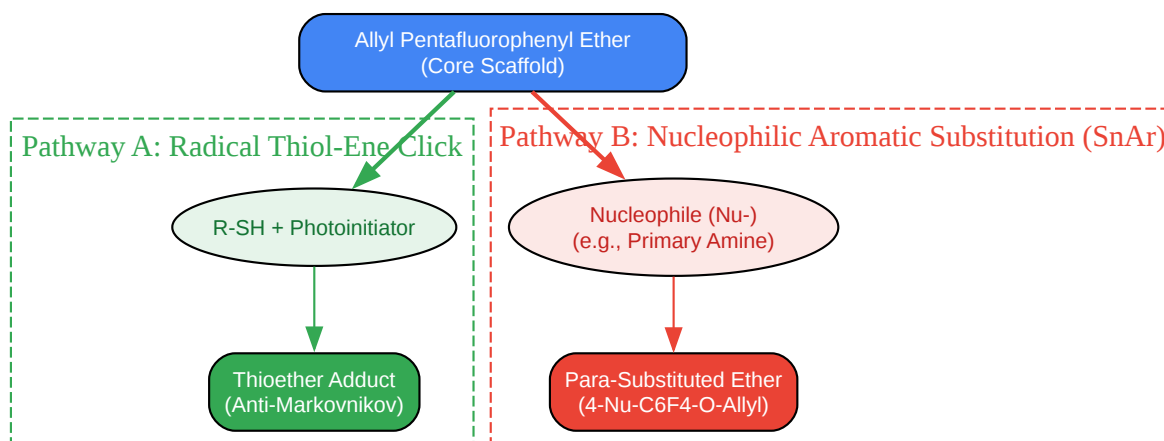 Allyl Pentafluorophenyl Ether
(Core Scaffold)
Pathway A: Radical Thiol-Ene Click
Pathway B: Nucleophilic Aromatic Substitution (SnAr)
R-SH + Photoinitiator
Nucleophile (Nu-)
(e.g., Primary Amine)
Thioether Adduct
(Anti-Markovnikov)
Para-Substituted Ether
(4-Nu-C6F4-O-Allyl)